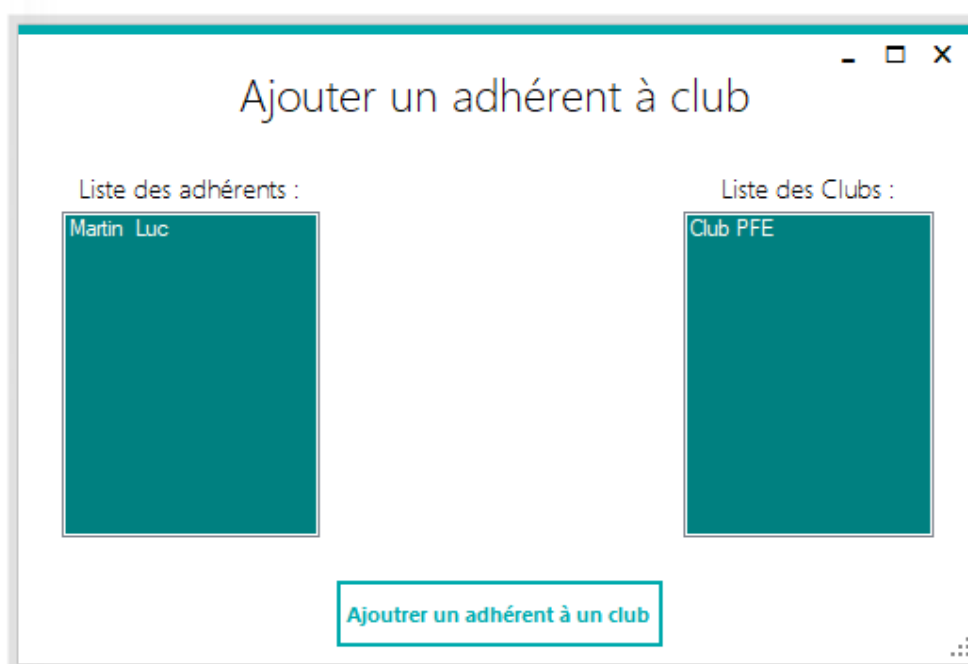 Ajouter un adhérent à club
Liste des adhérents :
Liste des Clubs :
Martin Luc
Club PFE
Ajoutrer un adhérent à un club